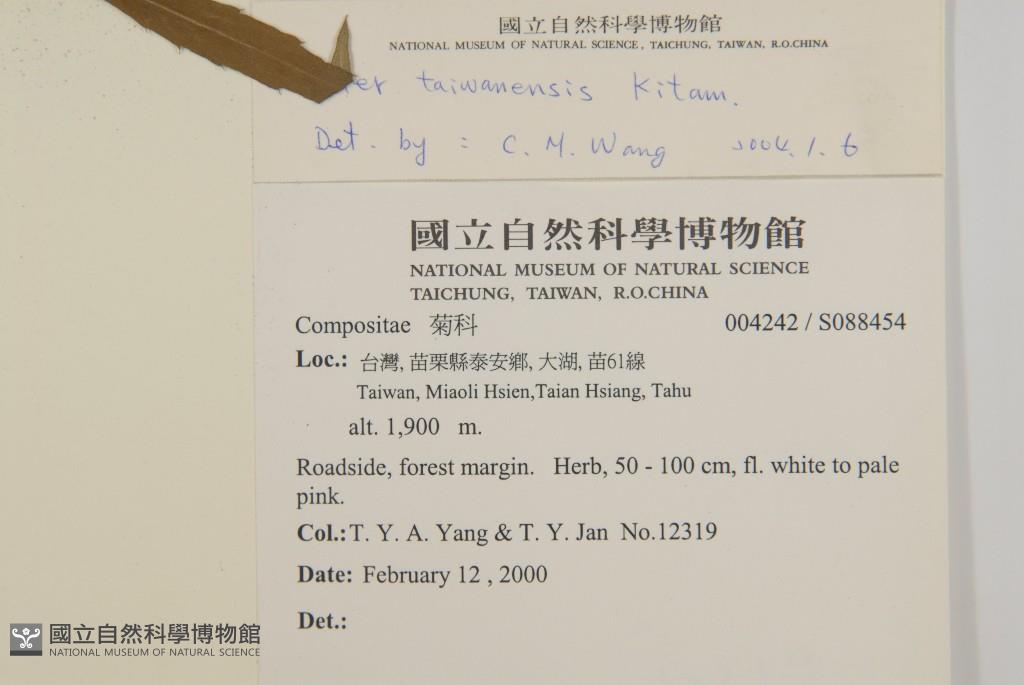 國立自然科學博物館
NATIONAL MUSEUM OF NATURAL SCIENCE, TAICHUNG, TAIWAN, R.O.CHINA
taiwanensis Kitam.
Det. by : C. M. Wang 2004. 1. 6
國立自然科學博物館
NATIONAL MUSEUM OF NATURAL SCIENCE
TAICHUNG, TAIWAN, R.O.CHINA
Compositae 菊科 004242 / S088454
Loc.: 台灣, 苗栗縣泰安鄉, 大湖, 苗61線
Taiwan, Miaoli Hsien,Taian Hsiang, Tahu
alt. 1,900 m.
Roadside, forest margin. Herb, 50 - 100 cm, fl. white to pale
pink.
Col.: T. Y. A. Yang & T. Y. Jan No.12319
Date: February 12 , 2000
Det.:
國立自然科學博物館
NATIONAL MUSEUM OF NATURAL SCIENCE